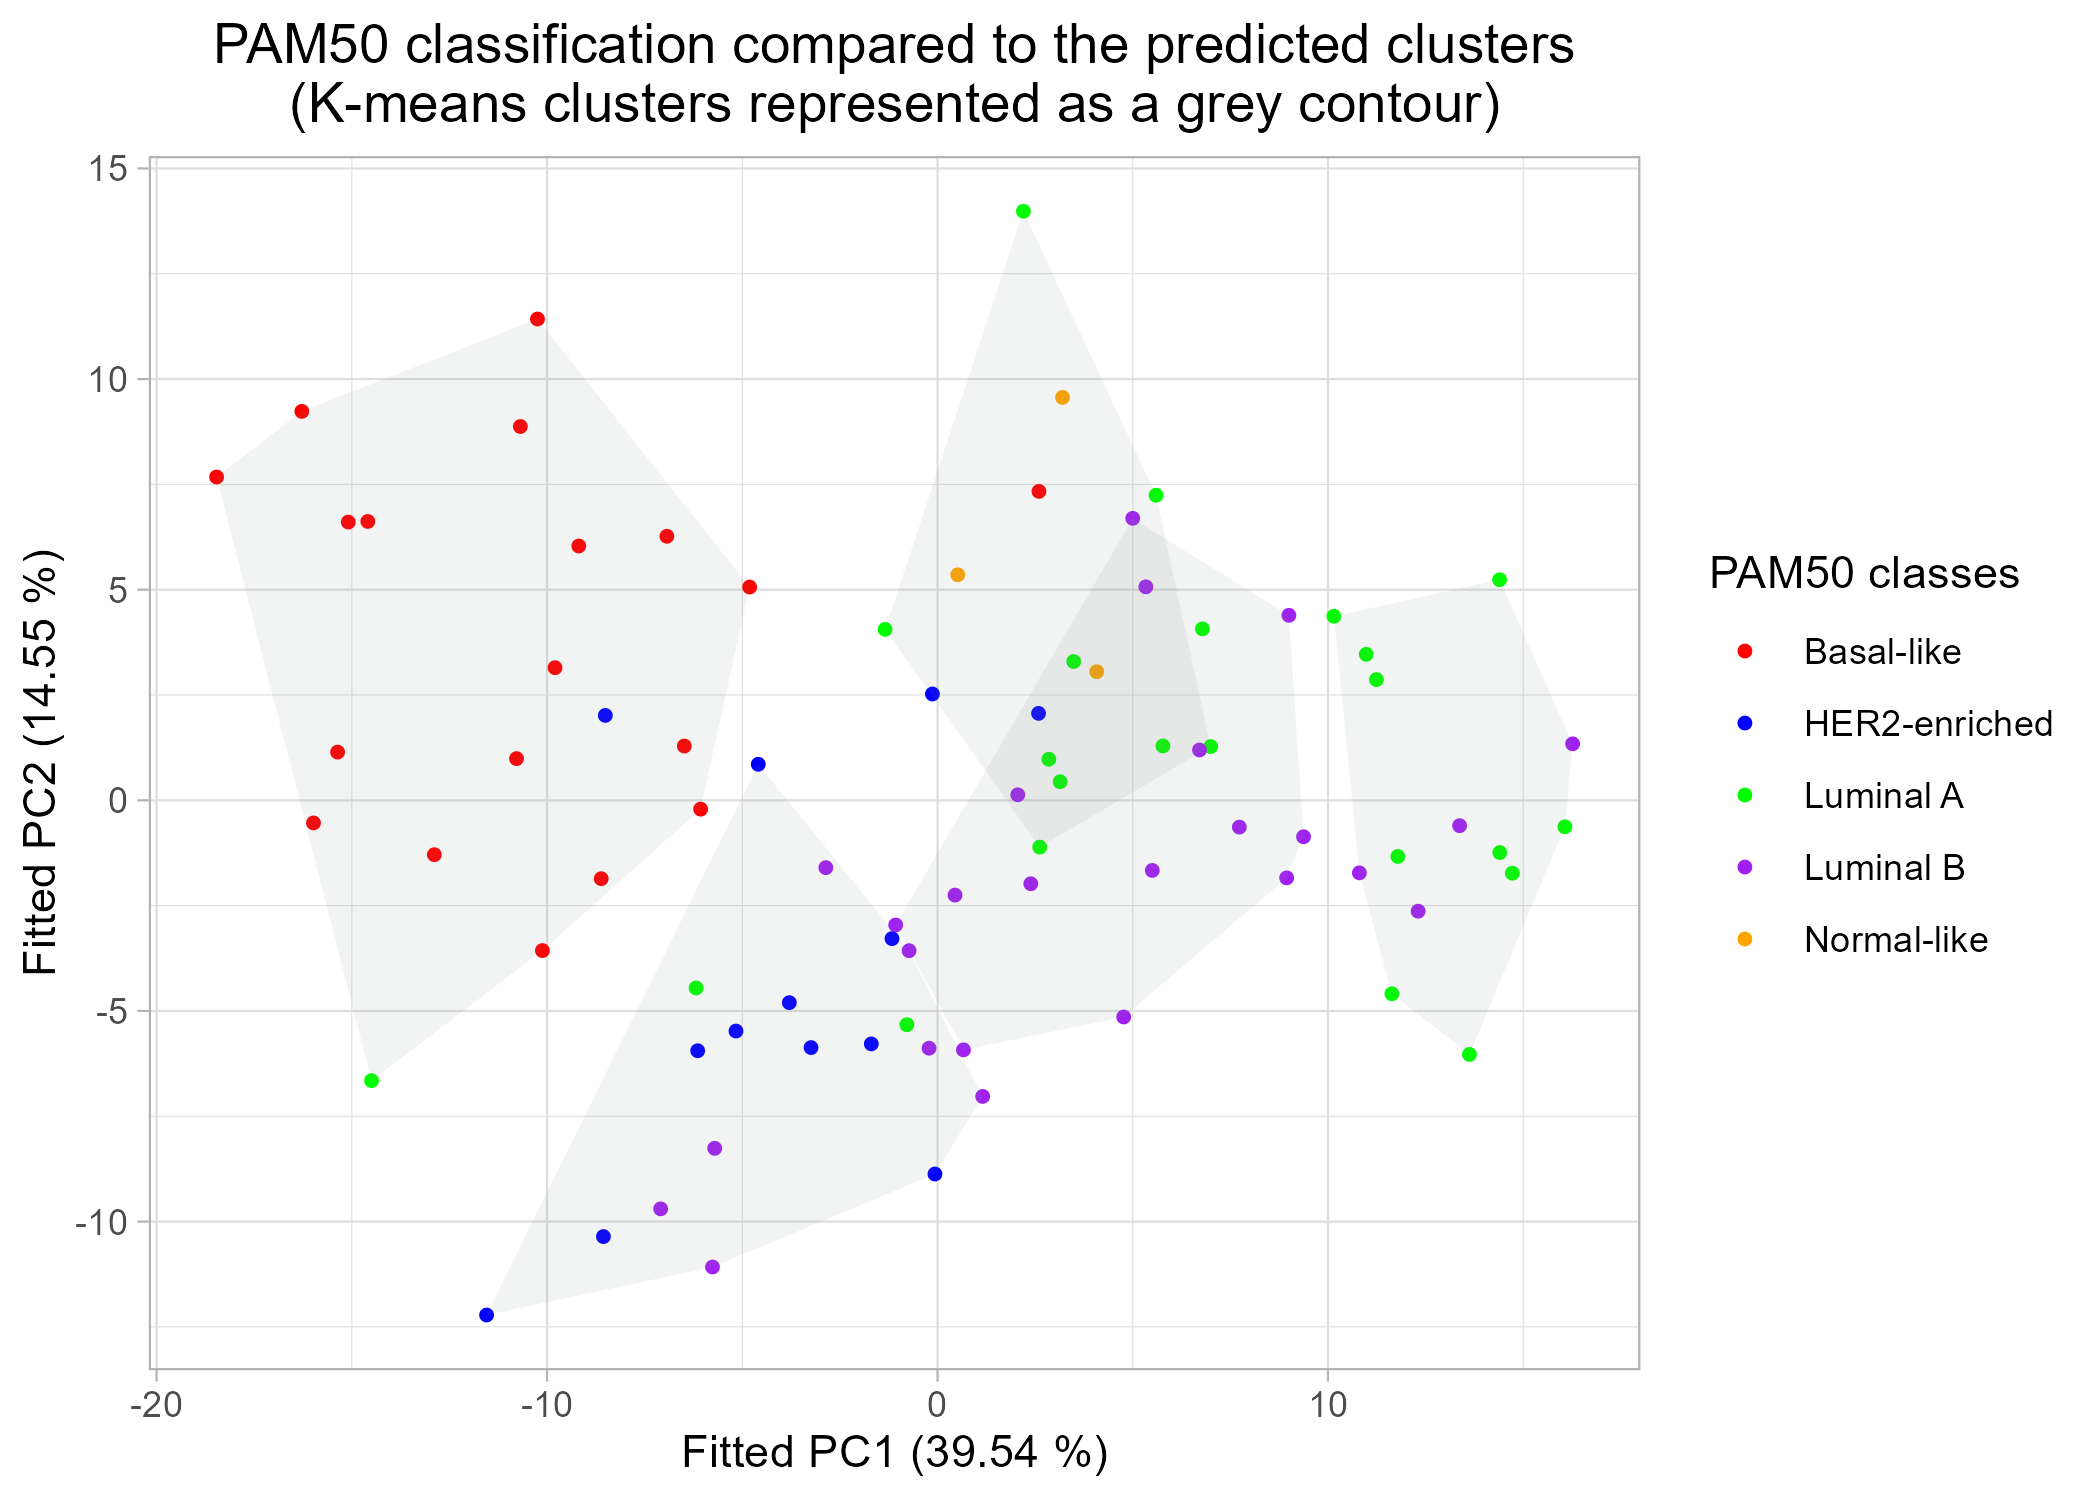 PAM50 classification compared to the predicted clusters
(K-means clusters represented as a grey contour)
15
10
5
0
-5
-10
Fitted PC2 (14.55 %)
-20
-10
0
10
Fitted PC1 (39.54 %)
PAM50 classes
Basal-like
HER2-enriched
Luminal A
Luminal B
Normal-like